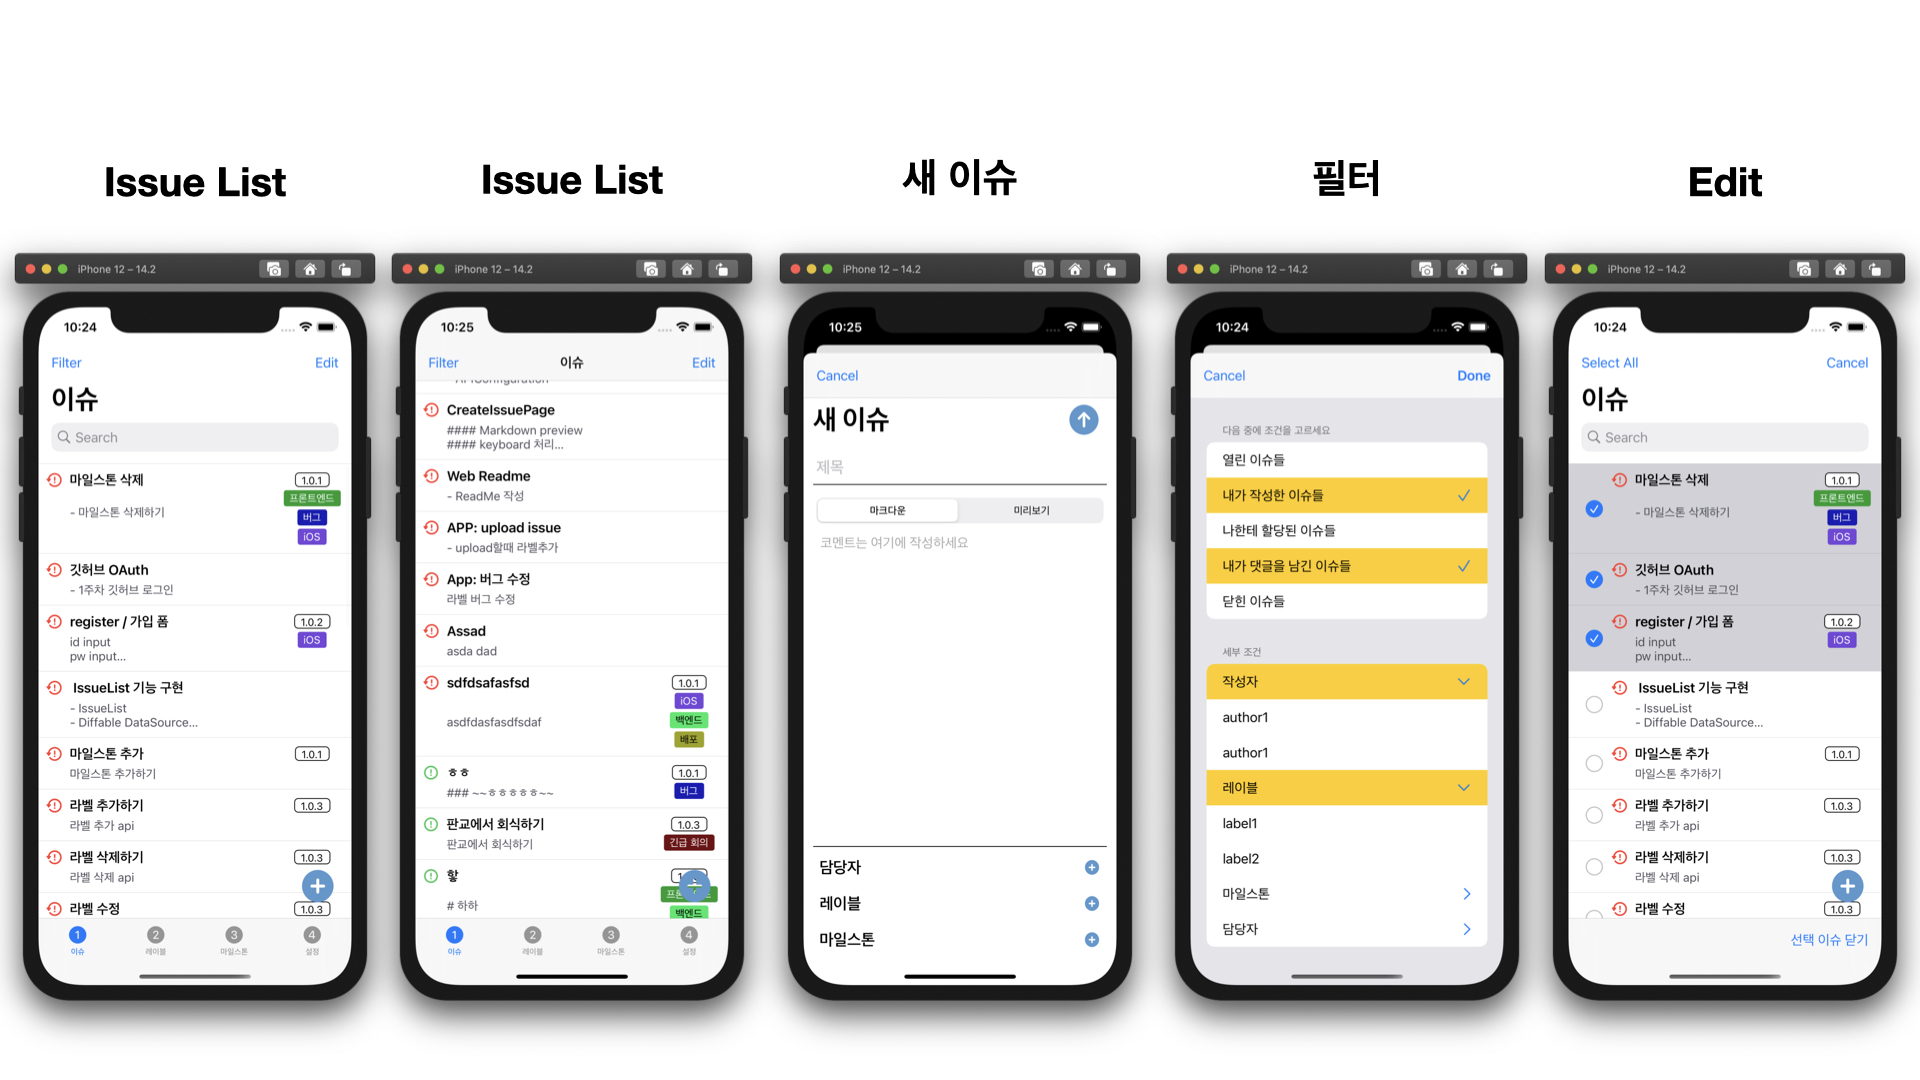 Issue List
Issue List
새 이슈
필터
Edit
iPhone 12 – 14.2
10:24
Filter
Edit
이슈
Search
마일스톤 삭제
1.0.1
프론트엔드
- 마일스톤 삭제하기
버그
iOS
깃허브 OAuth
- 1주차 깃허브 로그인
register / 가입 폼
1.0.2
id input
iOS
pw input...
IssueList 기능 구현
- IssueList
- Diffable DataSource...
마일스톤 추가
1.0.1
마일스톤 추가하기
라벨 추가하기
1.0.3
라벨 추가 api
라벨 삭제하기
1.0.3
라벨 삭제 api
라벨 수정
1.0.3
1
2
3
4
이슈
레이블
마일스톤
설정
iPhone 12 – 14.2
10:25
Filter
이슈
Edit
CreateIssuePage
#### Markdown preview
#### keyboard 처리...
Web Readme
- ReadMe 작성
APP: upload issue
- upload할때 라벨추가
App: 버그 수정
라벨 버그 수정
Assad
asda dad
sdfdsafasfsd
1.0.1
iOS
asdfdasfasdfsdaf
백엔드
배포
ㅎㅎ
1.0.1
### ~~ㅎㅎㅎㅎㅎ~~
버그
판교에서 회식하기
1.0.3
판교에서 회식하기
긴급 회의
핳
# 하하
백엔드
1
2
3
4
이슈
레이블
마일스톤
설정
iPhone 12 – 14.2
10:25
Cancel
새 이슈
제목
마크다운
미리보기
코멘트는 여기에 작성하세요
담당자
레이블
마일스톤
iPhone 12 – 14.2
10:24
Cancel
Done
다음 중에 조건을 고르세요
열린 이슈들
내가 작성한 이슈들
나한테 할당된 이슈들
내가 댓글을 남긴 이슈들
닫힌 이슈들
세부 조건
작성자
author1
author1
레이블
label1
label2
마일스톤
담당자
iPhone 12 – 14.2
10:24
Select All
Cancel
이슈
Search
마일스톤 삭제
1.0.1
프론트엔드
- 마일스톤 삭제하기
버그
iOS
깃허브 OAuth
- 1주차 깃허브 로그인
register / 가입 폼
1.0.2
id input
iOS
pw input...
IssueList 기능 구현
- IssueList
- Diffable DataSource...
마일스톤 추가
1.0.1
마일스톤 추가하기
라벨 추가하기
1.0.3
라벨 추가 api
라벨 삭제하기
1.0.3
라벨 삭제 api
라벨 수정
1.0.3
선택 이슈 닫기